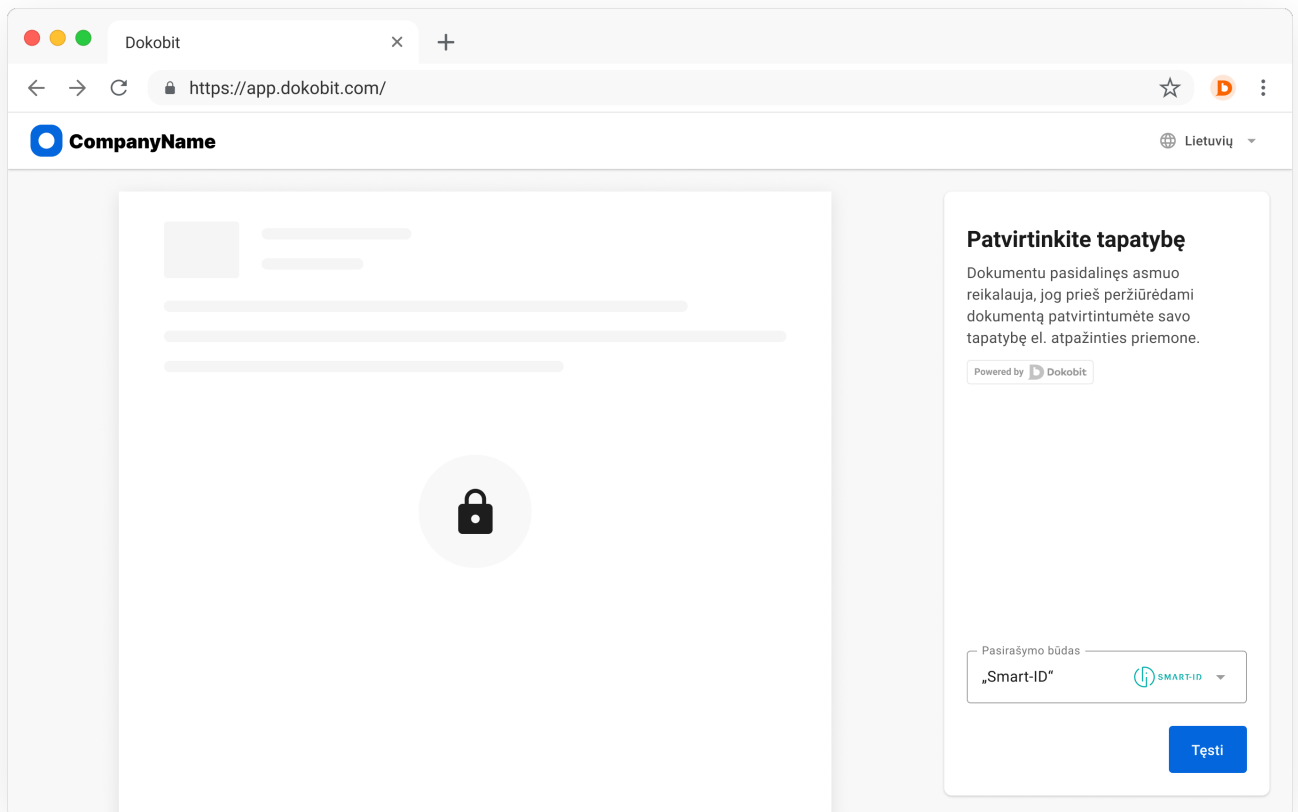 Dokobit
https://app.dokobit.com/
CompanyName
Lietuvių
Patvirtinkite tapatybę
Dokumentu pasidalinęs asmuo
reikalauja, jog prieš peržiūrėdami
dokumentą patvirtintumėte savo
tapatybę el. atpažinties priemone.
Powered by Dokobit
Pasirašymo būdas
„Smart-ID“ SMART-ID
Tęsti